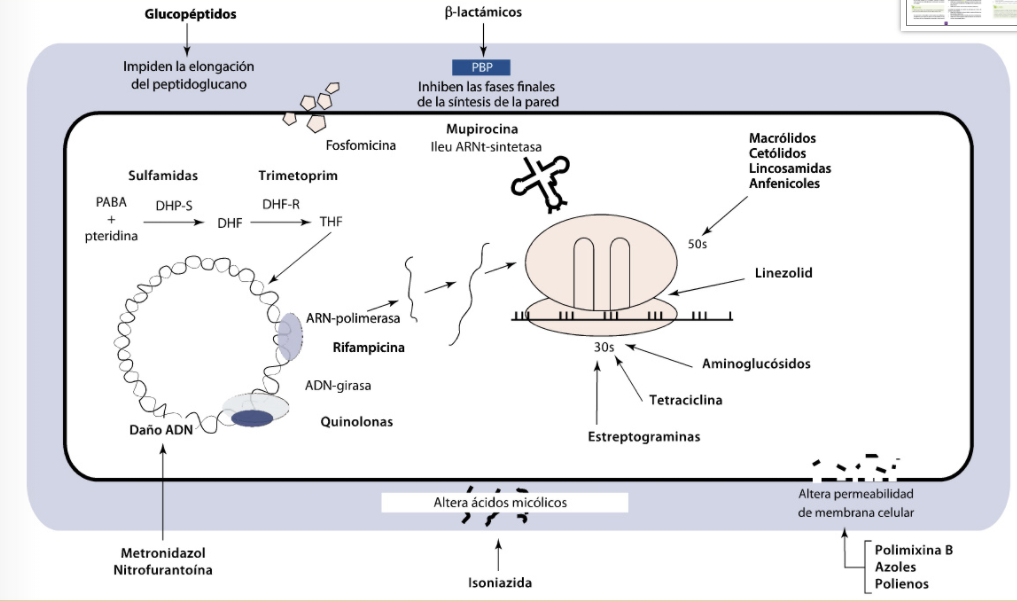 Glucopéptidos
β-lactámicos
Impiden la elongación
del peptidoglucano
PBP
Inhiben las fases finales
de la síntesis de la pared
Fosfomicina
Mupirocina
Ileu ARNt-sintetasa
Macrólidos
Cetólidos
Lincosamidas
Anfenicoles
Sulfamidas
Trimetoprim
PABA
+
pteridina
DHP-S
DHF
DHF-R
THF
50s
Linezolid
ARN-polimerasa
Rifampicina
30s
Aminoglucósidos
ADN-girasa
Tetraciclina
Quinolonas
Daño ADN
Estreptograminas
Altera ácidos micólicos
Altera permeabilidad
de membrana celular
Metronidazol
Nitrofurantoína
Isoniazida
Polimixina B
Azoles
Polienos